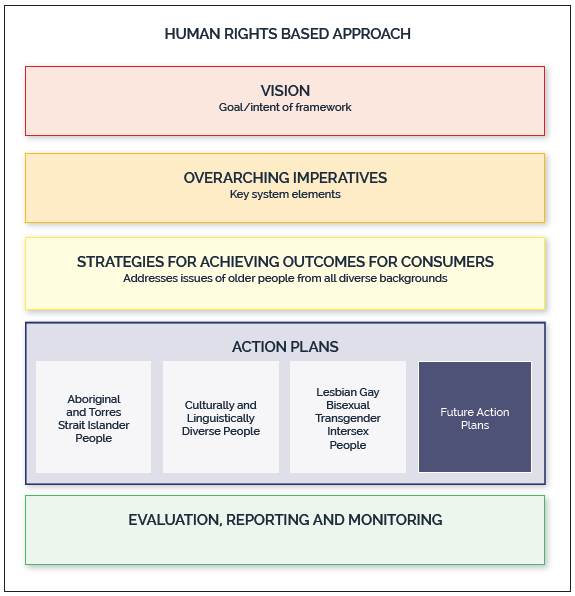 HUMAN RIGHTS BASED APPROACH
VISION
Goal/intent of framework
OVERARCHING IMPERATIVES
Key system elements
STRATEGIES FOR ACHIEVING OUTCOMES FOR CONSUMERS
Addresses issues of older people from all diverse backgrounds
ACTION PLANS
Aboriginal
and Torres
Strait Islander
People
Culturally and
Linguistically
Diverse People
Lesbian Gay
Bisexual
Transgender
Intersex
People
Future Action
Plans
EVALUATION, REPORTING AND MONITORING